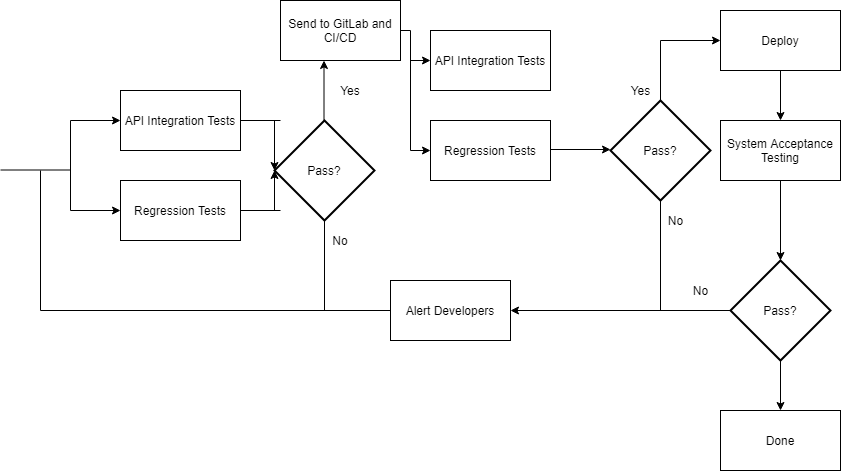 Send to GitLab and
CI/CD
API Integration Tests
Yes
API Integration Tests
Regression Tests
Pass?
No
Regression Tests
Yes
Pass?
No
Deploy
System Acceptance
Testing
No
Pass?
Alert Developers
Done